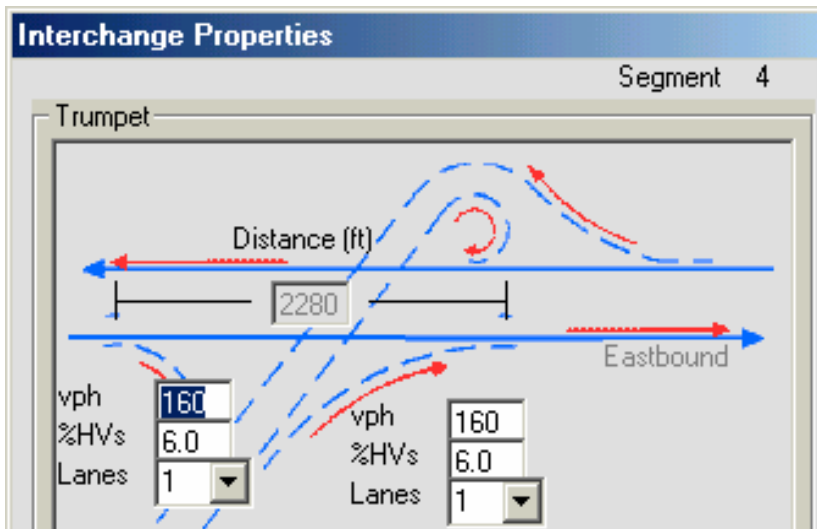 Interchange Properties
Segment 4
Trumpet
Distance (ft)
2280
Eastbound
vph 160
%HVs 6.0
Lanes 1
vph 160
%HVs 6.0
Lanes 1